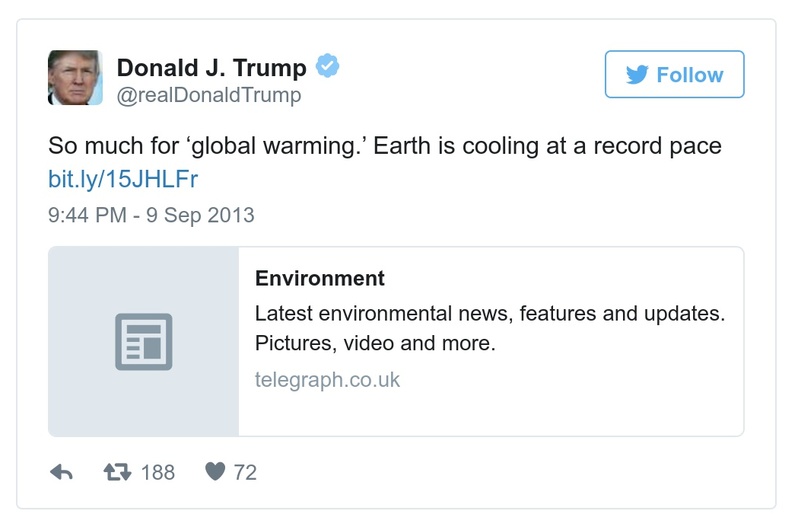 Donald J. Trump
@realDonaldTrump
Follow
So much for ‘global warming.’ Earth is cooling at a record pace
bit.ly/15JHLFr
9:44 PM - 9 Sep 2013
Environment
Latest environmental news, features and updates.
Pictures, video and more.
telegraph.co.uk
188 72